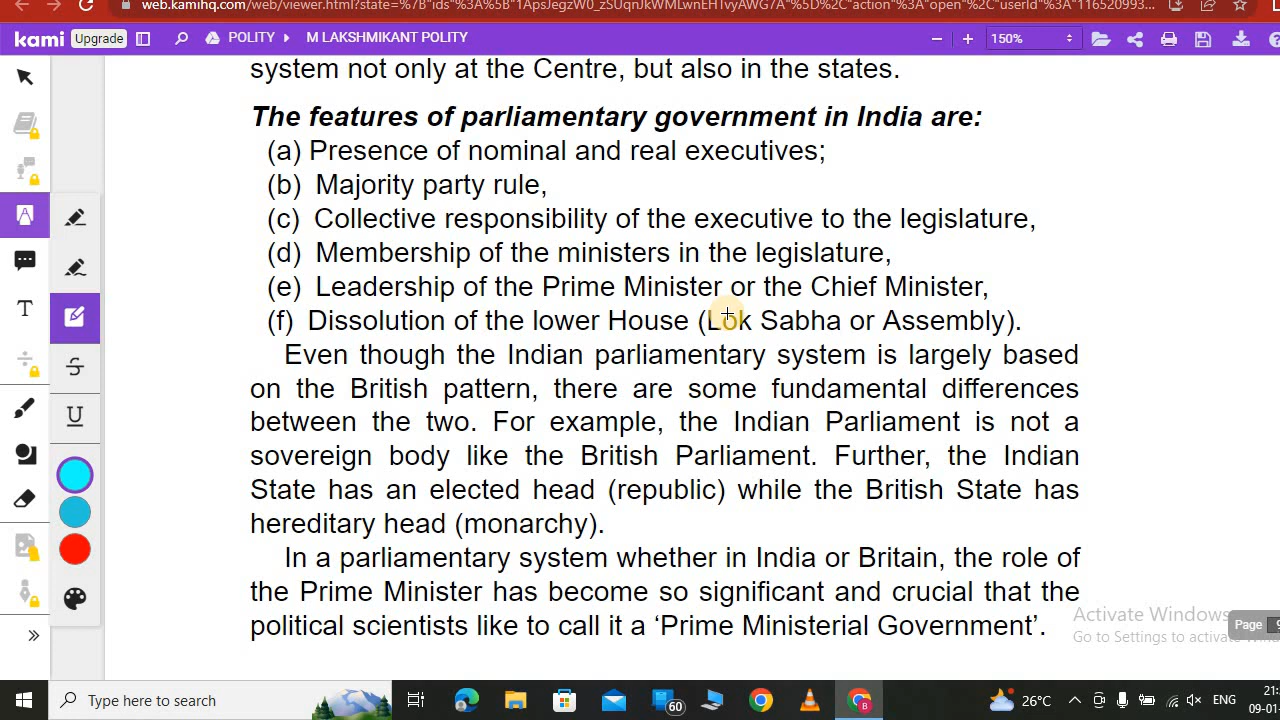 web.kamihq.com/web/viewer.html?state=%7B"ids"%3A%5B"1ApsJegzW0_zSUqnJkWMLwnEHTvyAWG7A"%5D%2C"action"%3A"open"%2C"userId"%3A"116520993...
kami Upgrade POLITY M LAKSHMIKANT POLITY 150%
system not only at the Centre, but also in the states.
The features of parliamentary government in India are:
(a) Presence of nominal and real executives;
(b) Majority party rule,
(c) Collective responsibility of the executive to the legislature,
(d) Membership of the ministers in the legislature,
(e) Leadership of the Prime Minister or the Chief Minister,
(f) Dissolution of the lower House (Lok Sabha or Assembly).
Even though the Indian parliamentary system is largely based
on the British pattern, there are some fundamental differences
between the two. For example, the Indian Parliament is not a
sovereign body like the British Parliament. Further, the Indian
State has an elected head (republic) while the British State has
hereditary head (monarchy).
In a parliamentary system whether in India or Britain, the role of
the Prime Minister has become so significant and crucial that the
political scientists like to call it a ‘Prime Ministerial Government’.
Activate Windows
Go to Settings to activate
Page 9
Type here to search 60 26°C ENG 21:
09-01-